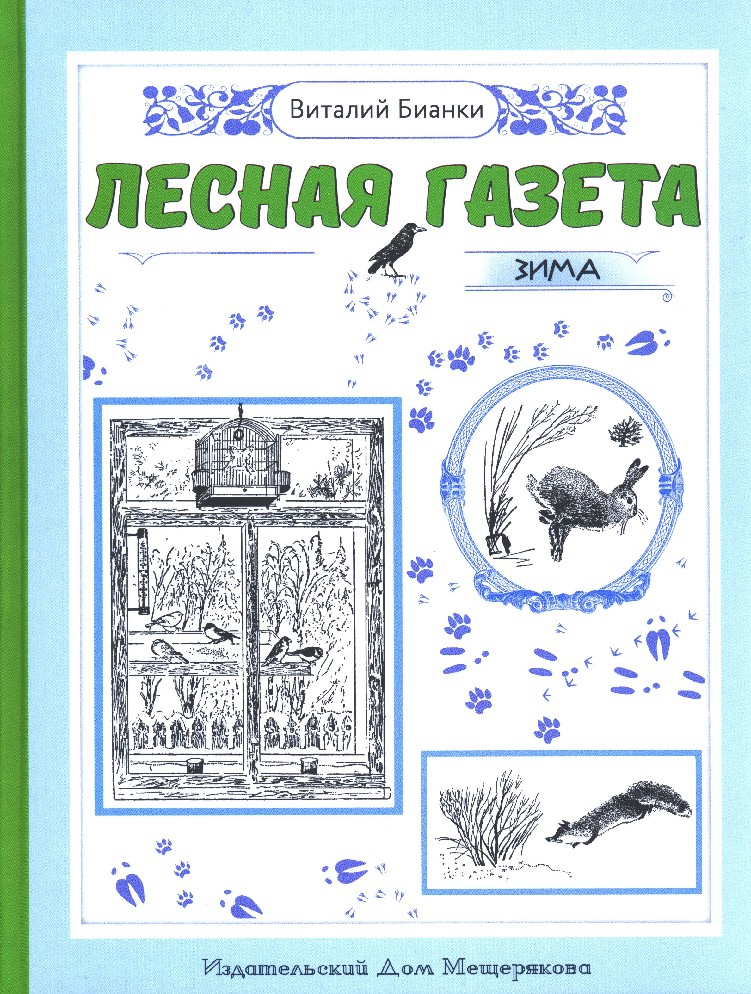 Виталий Бианки
ЛЕСНАЯ ГАЗЕТА
ЗИМА
Издательский Дом Мещерякова